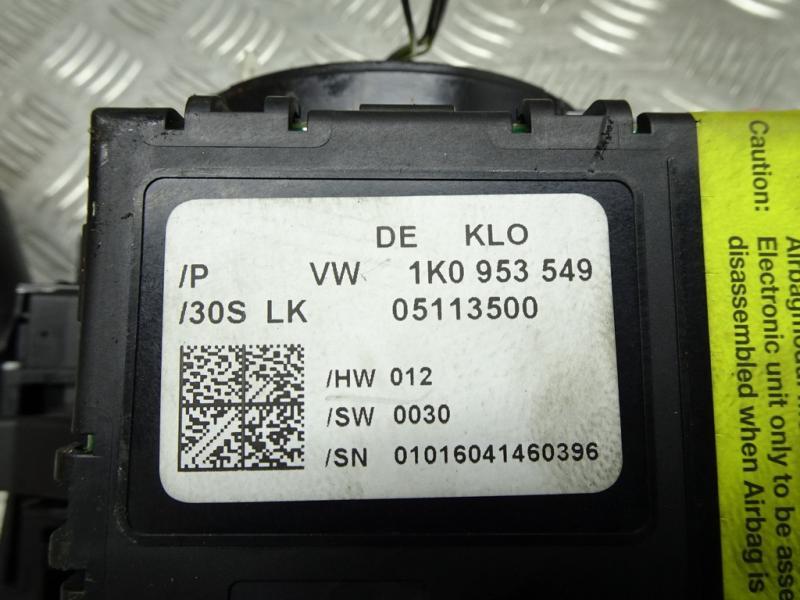 DE KLO
/P VW 1K0 953 549
/30S LK 05113500
/HW 012
/SW 0030
/SN 01016041460396
Caution:
Electronic unit only to be
disassembled when Airbag is